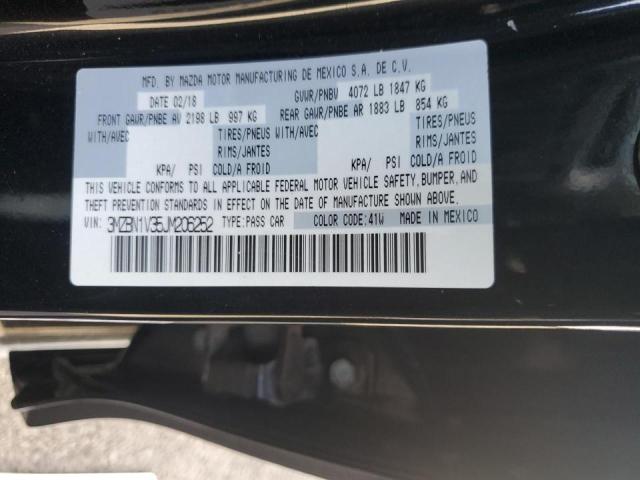 MFD. BY MAZDA MOTOR MANUFACTURING DE MEXICO S.A. DE C.V.
DATE 02/18 GVWR/PNBV 4072 LB 1847 KG
FRONT GAWR/PNBE AV 2198 LB 997 KG REAR GAWR/PNBE AR 1883 LB 854 KG
WITH/AVEC TIRES/PNEUS WITH/AVEC TIRES/PNEUS
RIMS/JANTES RIMS/JANTES
KPA/ PSI COLD/A FROID KPA/ PSI COLD/A FROID
THIS VEHICLE CONFORMS TO ALL APPLICABLE FEDERAL MOTOR VEHICLE SAFETY, BUMPER, AND
THEFT PREVENTION STANDARDS IN EFFECT ON THE DATE OF MANUFACTURE SHOWN ABOVE.
VIN: 3MZBN1V35JM206252 TYPE:PASS CAR COLOR CODE:41W MADE IN MEXICO